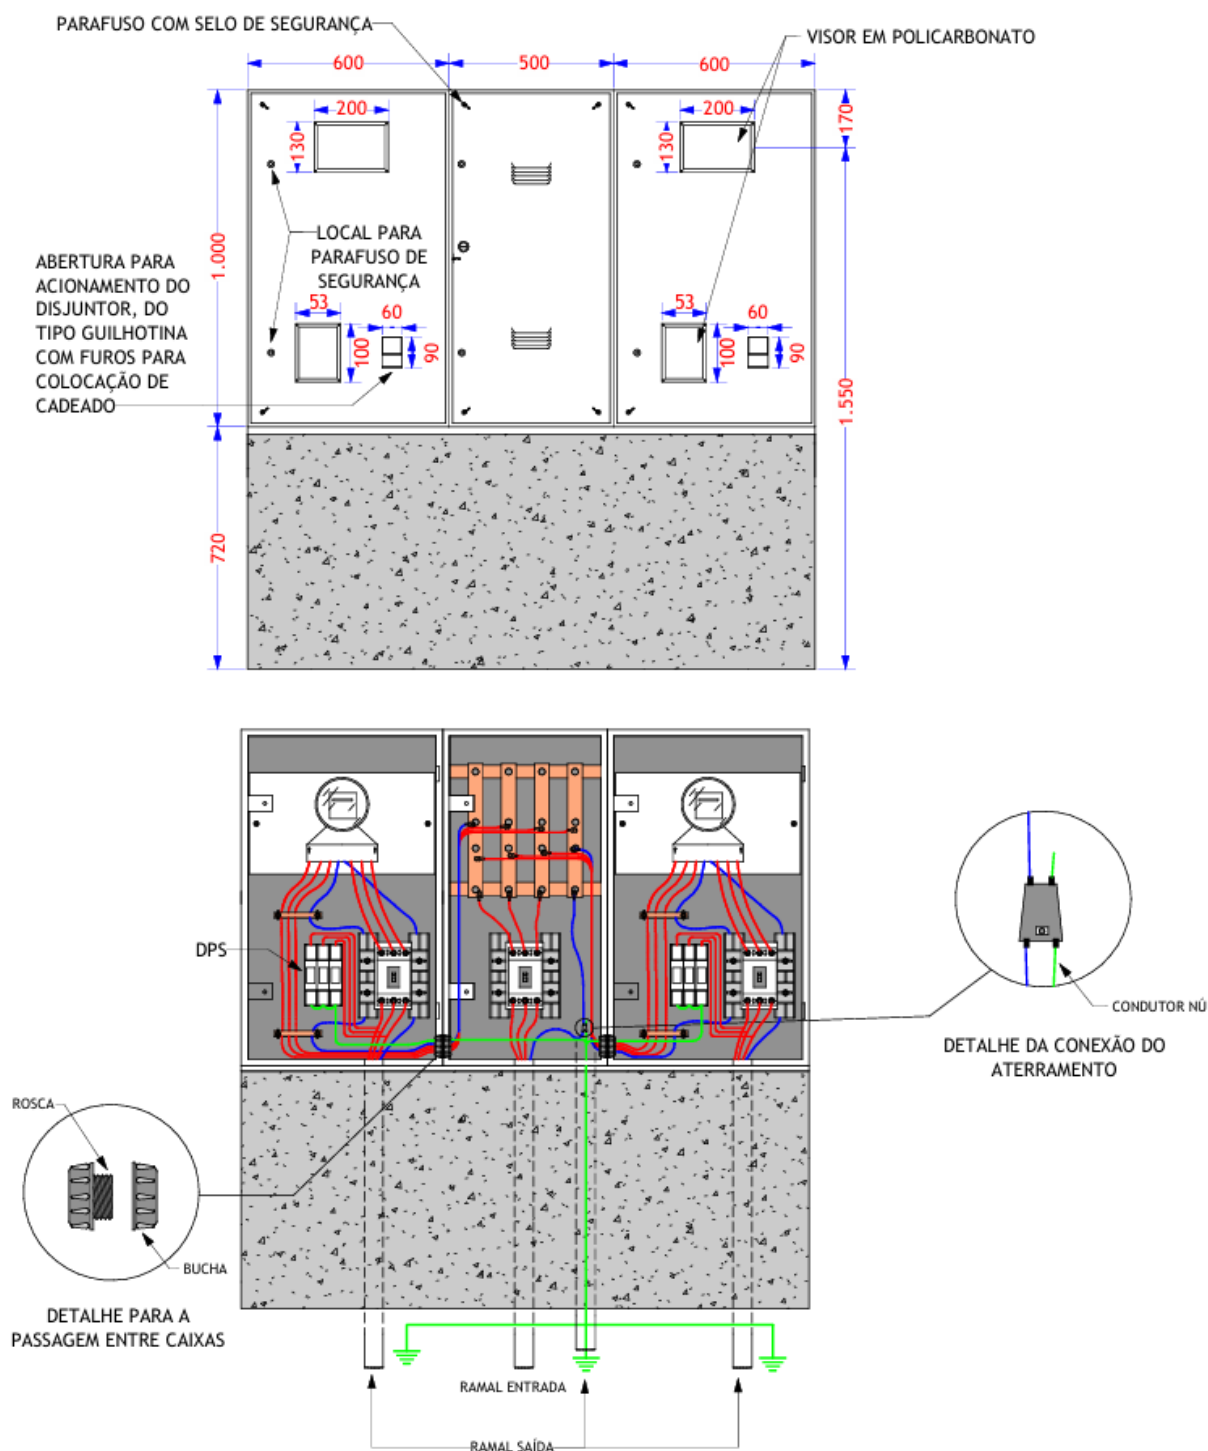 PARAFUSO COM SELO DE SEGURANÇA
VISOR EM POLICARBONATO
600
500
600
200
200
130
130
170
1.000
LOCAL PARA
PARAFUSO DE
SEGURANÇA
ABERTURA PARA
ACIONAMENTO DO
DISJUNTOR, DO
TIPO GUILHOTINA
COM FUROS PARA
COLOCAÇÃO DE
CADEADO
53
60
100
90
53
60
100
90
1.550
720
DPS
CONDUTOR NÚ
DETALHE DA CONEXÃO DO
ATERRAMENTO
ROSCA
BUCHA
DETALHE PARA A
PASSAGEM ENTRE CAIXAS
RAMAL ENTRADA
RAMAL SAÍDA